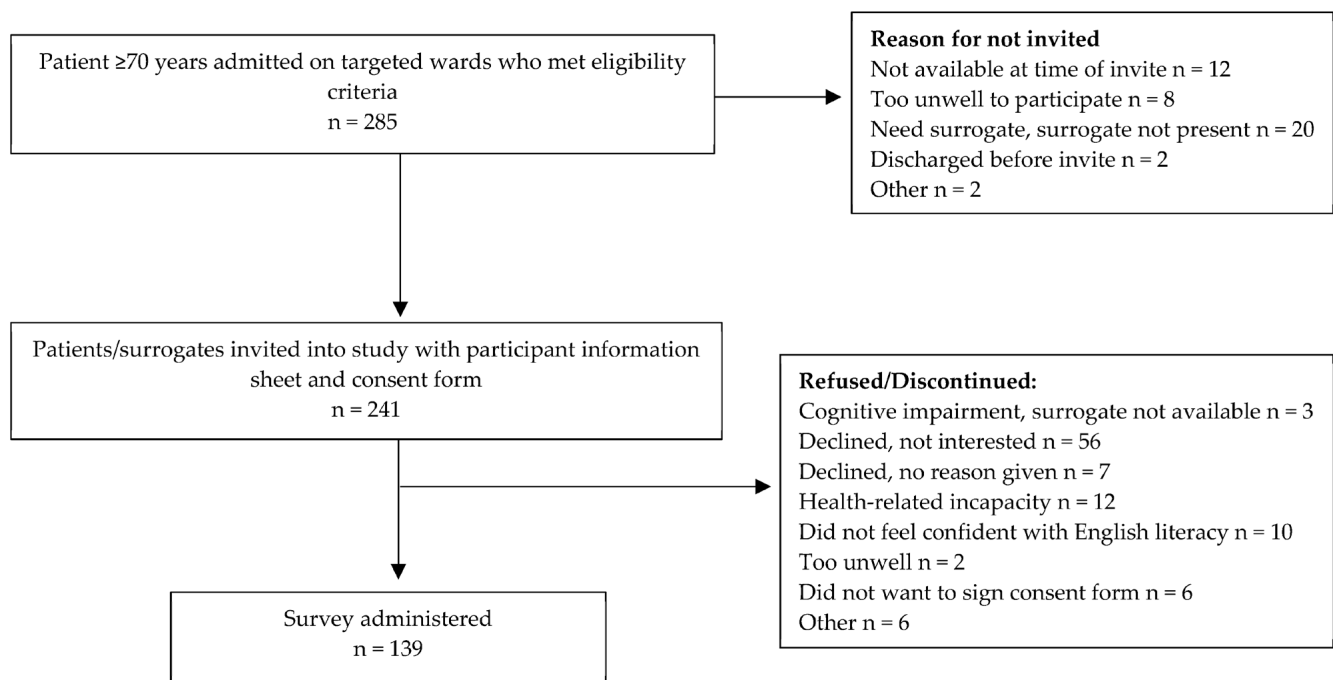 Patient ≥70 years admitted on targeted wards who met eligibility
criteria
n = 285
Reason for not invited
Not available at time of invite n = 12
Too unwell to participate n = 8
Need surrogate, surrogate not present n = 20
Discharged before invite n = 2
Other n = 2
Patients/surrogates invited into study with participant information
sheet and consent form
n = 241
Refused/Discontinued:
Cognitive impairment, surrogate not available n = 3
Declined, not interested n = 56
Declined, no reason given n = 7
Health-related incapacity n = 12
Did not feel confident with English literacy n = 10
Too unwell n = 2
Did not want to sign consent form n = 6
Other n = 6
Survey administered
n = 139